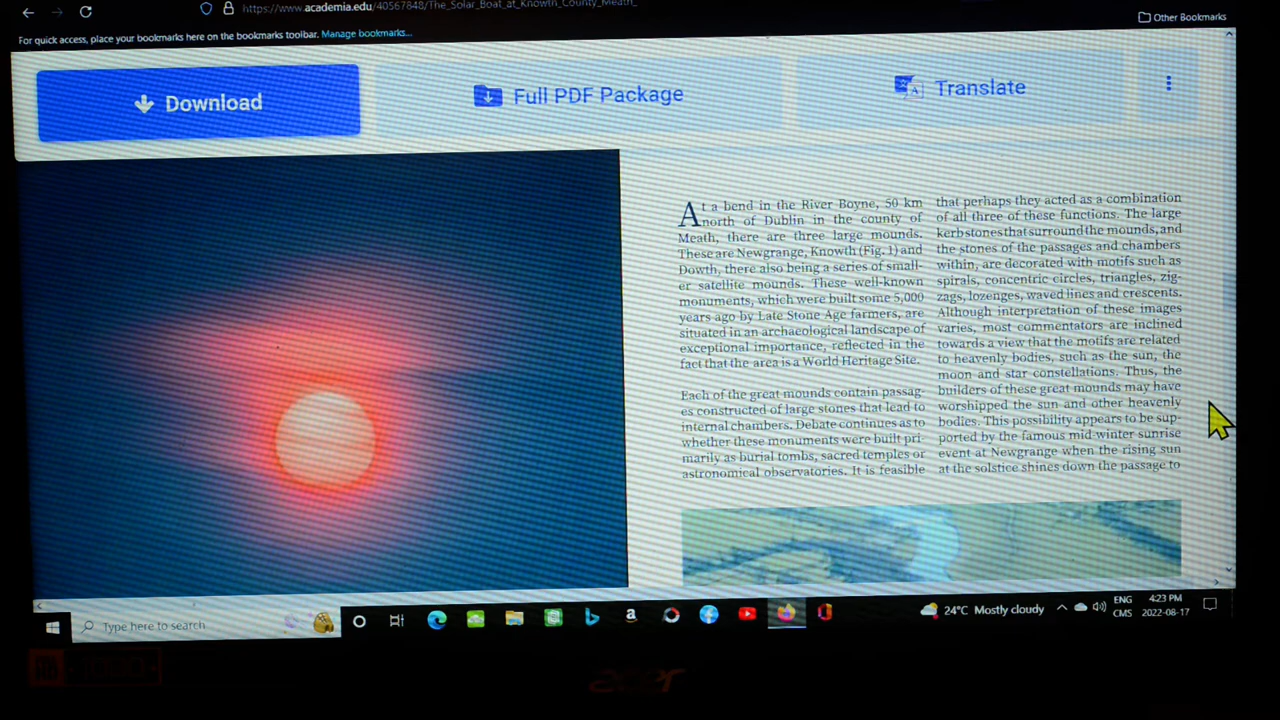 https://www.academia.edu/40567848/The_Solar_Boat_at_Knowth_County_Meath_
Other Bookmarks
For quick access, place your bookmarks here on the bookmarks toolbar. Manage bookmarks...
Download
Full PDF Package
Translate
At a bend in the River Boyne, 50 km
north of Dublin in the county of
Meath, there are three large mounds.
These are Newgrange, Knowth (Fig. 1) and
Dowth, there also being a series of small-
er satellite mounds. These well-known
monuments, which were built some 5,000
years ago by Late Stone Age farmers, are
situated in an archaeological landscape of
exceptional importance, reflected in the
fact that the area is a World Heritage Site.
Each of the great mounds contain passag-
es constructed of large stones that lead to
internal chambers. Debate continues as to
whether these monuments were built pri-
marily as burial tombs, sacred temples or
astronomical observatories. It is feasible
that perhaps they acted as a combination
of all three of these functions. The large
kerbstones that surround the mounds, and
the stones of the passages and chambers
within, are decorated with motifs such as
spirals, concentric circles, triangles, zig-
zags, lozenges, waved lines and crescents.
Although interpretation of these images
varies, most commentators are inclined
towards a view that the motifs are related
to heavenly bodies, such as the sun, the
moon and star constellations. Thus, the
builders of these great mounds may have
worshipped the sun and other heavenly
bodies. This possibility appears to be sup-
ported by the famous mid-winter sunrise
event at Newgrange when the rising sun
at the solstice shines down the passage to
Type here to search
24°C Mostly cloudy
ENG
CMS
4:23 PM
2022-08-17
acer